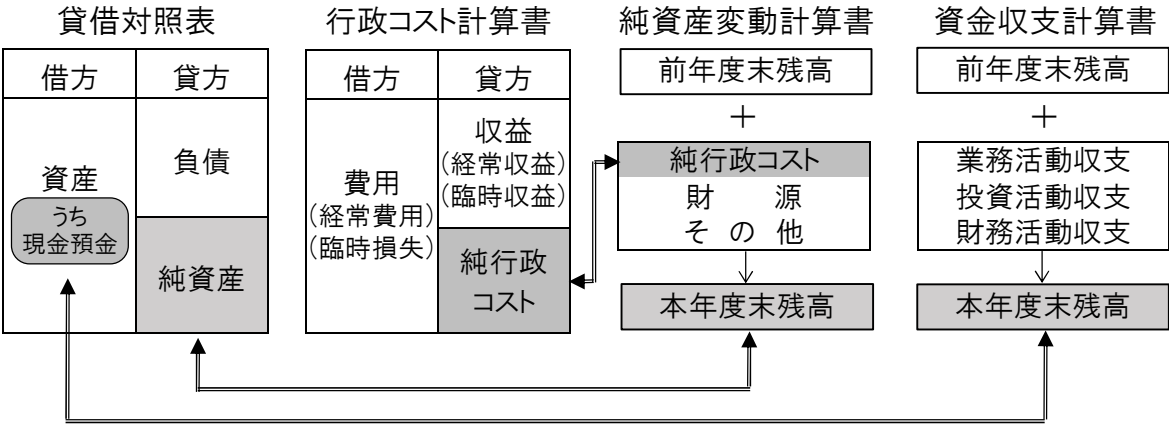 貸借対照表
借方
貸方
資産
うち
現金預金
負債
純資産
行政コスト計算書
借方
貸方
費用
(経常費用)
(臨時損失)
収益
(経常収益)
(臨時収益)
純行政
コスト
純資産変動計算書
前年度末残高
＋
純行政コスト
財　　源
そ の 他
本年度末残高
資金収支計算書
前年度末残高
＋
業務活動収支
投資活動収支
財務活動収支
本年度末残高